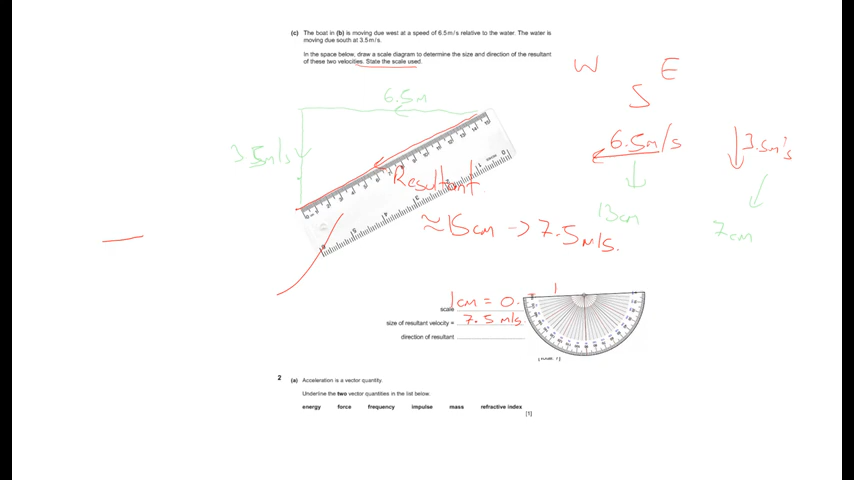 (c) The boat in (b) is moving due west at a speed of 6.5 m/s relative to the water. The water is
moving due south at 3.5 m/s.
In the space below, draw a scale diagram to determine the size and direction of the resultant
of these two velocities. State the scale used.
W E
S
6.5m
3.5m/s
6.5m/s
3.5m/s
13cm
7cm
Resultant
≈15cm -> 7.5m/s.
scale 1cm = 0.
size of resultant velocity = 7.5 m/s
direction of resultant
2 (a) Acceleration is a vector quantity.
Underline the two vector quantities in the list below.
energy force frequency impulse mass refractive index
[1]